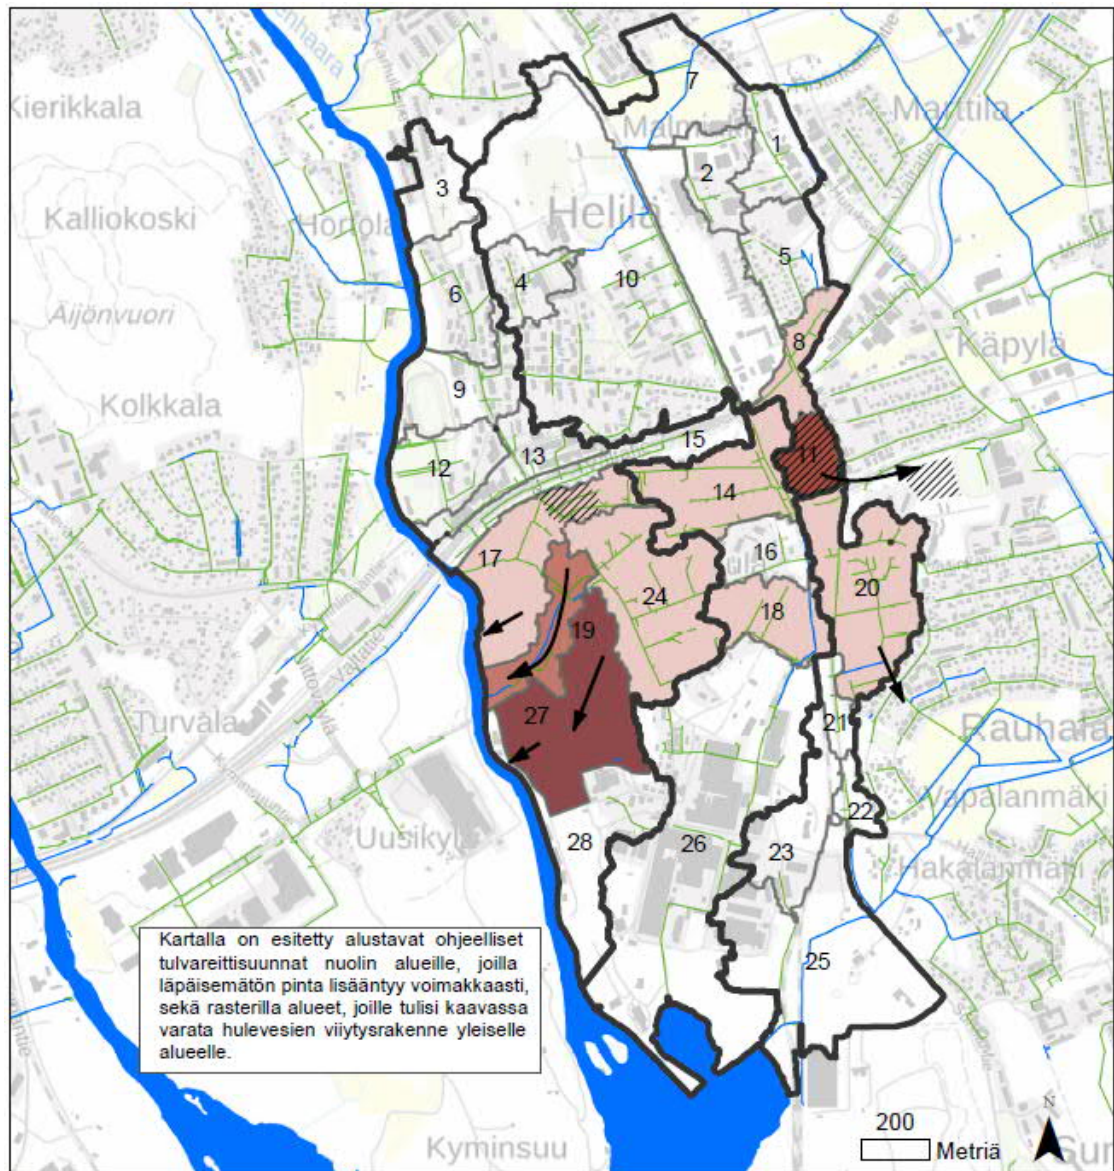 7
Kierikkala
Malmi
Marttila
1
2
3
Kalliokoski
Helilä
5
4
10
6
Äijönvuori
8
Käpylä
9
Kolkkala
15
11
12
13
14
17
16
20
24
18
19
27
21
Turvala
Rauhala
22
Vapalanmäki
Uusikylä
28
26
23
Hakalanmäki
25
Kartalla on esitetty alustavat ohjeelliset
tulvareittisuunnat nuolin alueille, joilla
läpäisemätön pinta lisääntyy voimakkaasti,
sekä rasterilla alueet, joille tulisi kaavassa
varata hulevesien viiytysrakenne yleiselle
alueelle.
N
200
Metriä
Kyminsuu